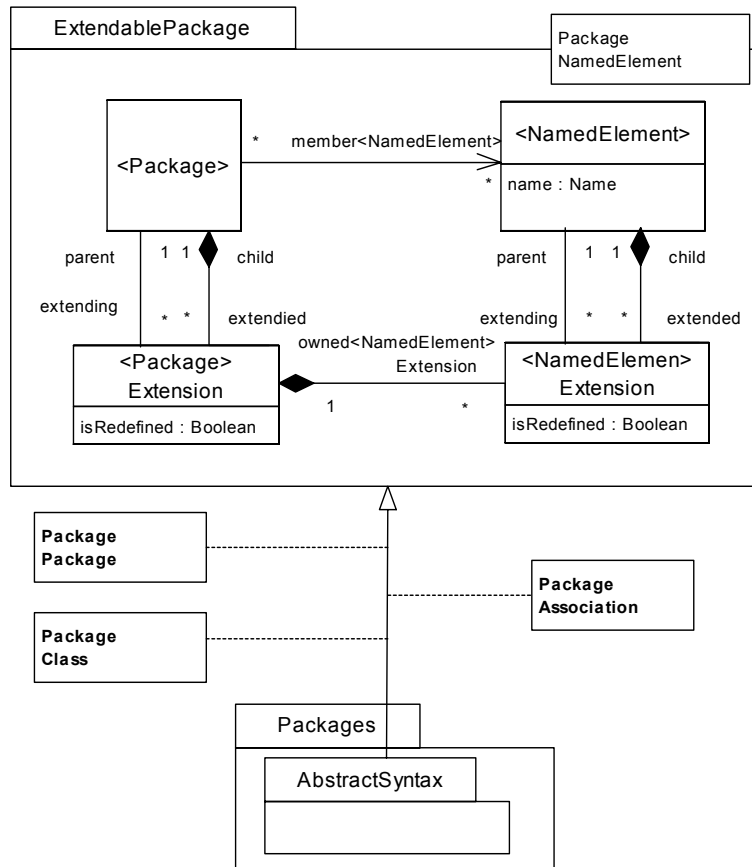 ExtendablePackage
Package
NamedElement
<Package>
*
member<NamedElement>
*
<NamedElement>
name : Name
parent
1
1
child
extending
*
*
extendied
parent
1
1
child
extending
*
*
extended
<Package>
Extension
isRedefined : Boolean
owned<NamedElement>
Extension
1
*
<NamedElemen>
Extension
isRedefined : Boolean
Package
Package
Package
Association
Package
Class
Packages
AbstractSyntax